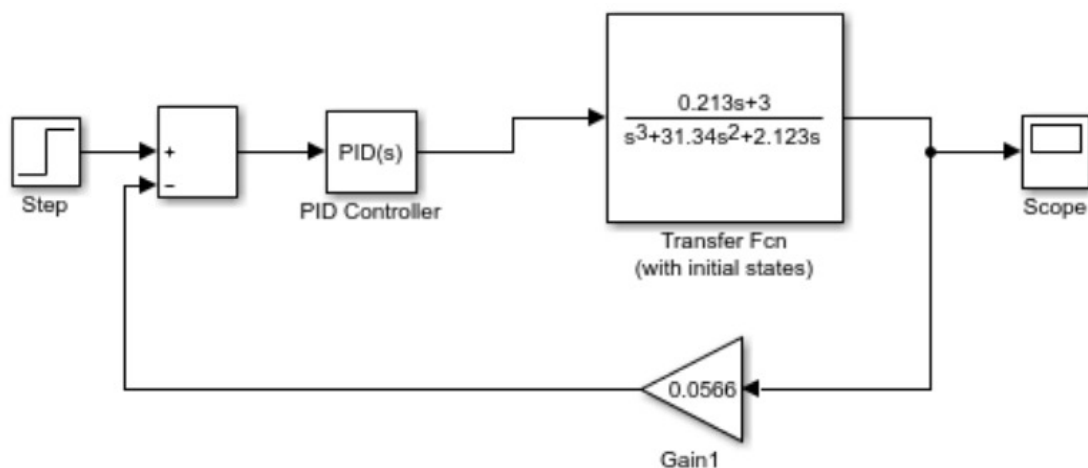 Step
+
−
PID(s)
PID Controller
0.213s+3
s³+31.34s²+2.123s
Transfer Fcn
(with initial states)
Scope
0.0566
Gain1